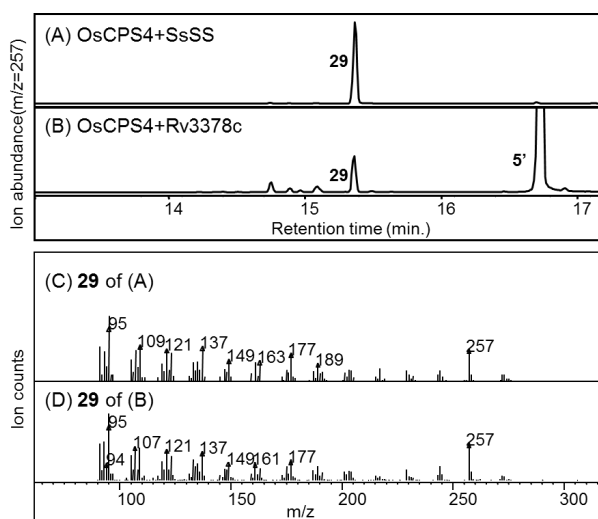 (A) OsCPS4+SsSS
29
(B) OsCPS4+Rv3378c
29
5’
Ion abundance(m/z=257)
14 15 16 17
Retention time (min.)
(C) 29 of (A)
95 109 121 137 149 163 177 189 257
(D) 29 of (B)
95 94 107 121 137 149 161 177 257
Ion counts
100 150 200 250 300
m/z